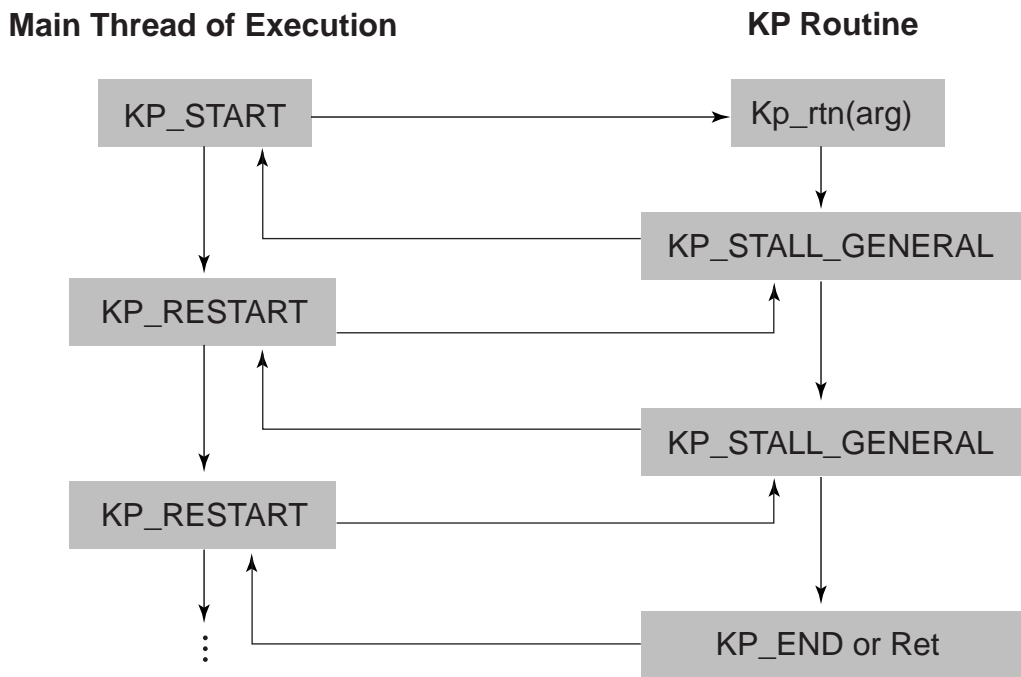 Main Thread of Execution
KP Routine
KP_START
Kp_rtn(arg)
KP_STALL_GENERAL
KP_RESTART
KP_STALL_GENERAL
KP_RESTART
KP_END or Ret